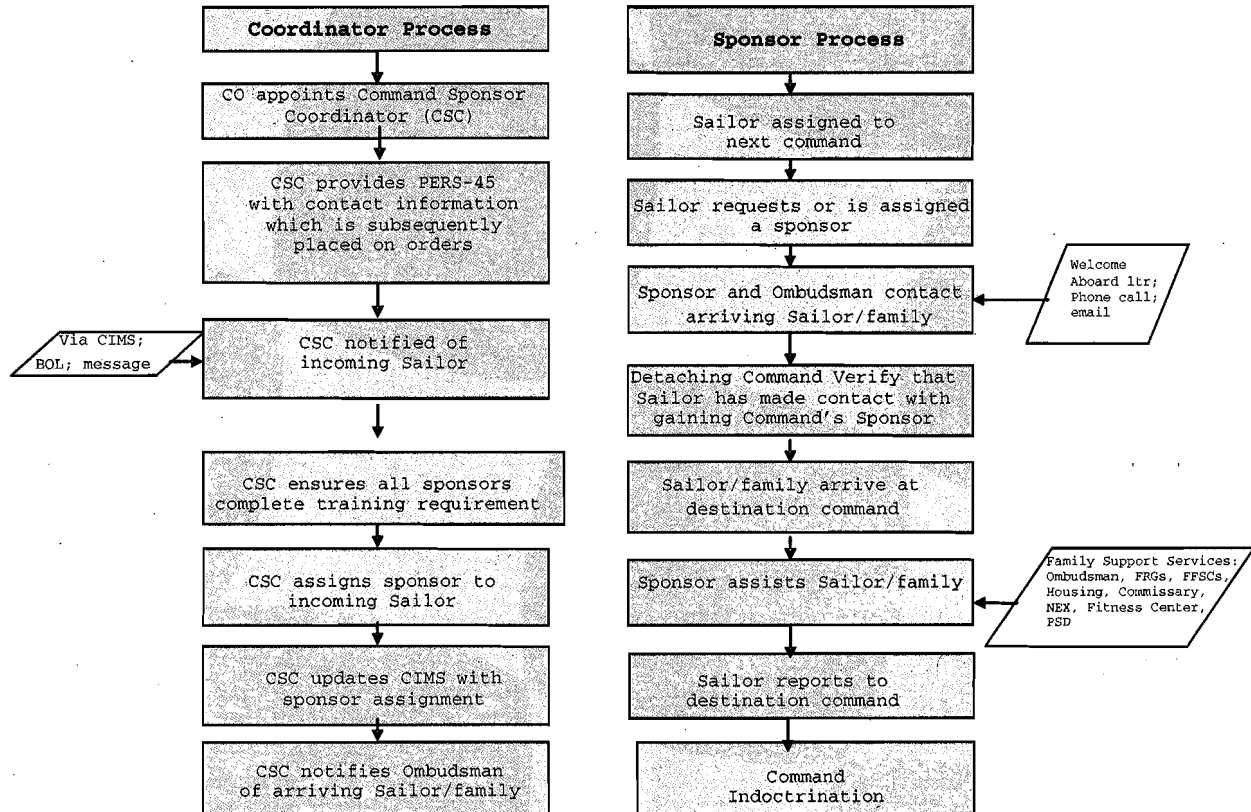 Coordinator Process
CO appoints Command Sponsor
Coordinator (CSC)
CSC provides PERS-45
with contact information
which is subsequently
placed on orders
Via CIMS;
BOL; message
CSC notified of
incoming Sailor
CSC ensures all sponsors
complete training requirement
CSC assigns sponsor to
incoming Sailor
CSC updates CIMS with
sponsor assignment
CSC notifies Ombudsman
of arriving Sailor/family
Sponsor Process
Sailor assigned to
next command
Sailor requests or is assigned
a sponsor
Sponsor and Ombudsman contact
arriving Sailor/family
Welcome
Aboard ltr;
Phone call;
email
Detaching Command Verify that
Sailor has made contact with
gaining Command's Sponsor
Sailor/family arrive at
destination command
Sponsor assists Sailor/family
Family Support Services:
Ombudsman, FRGs, FFSCs,
Housing, Commissary,
NEX, Fitness Center,
PSD
Sailor reports to
destination command
Command
Indoctrination